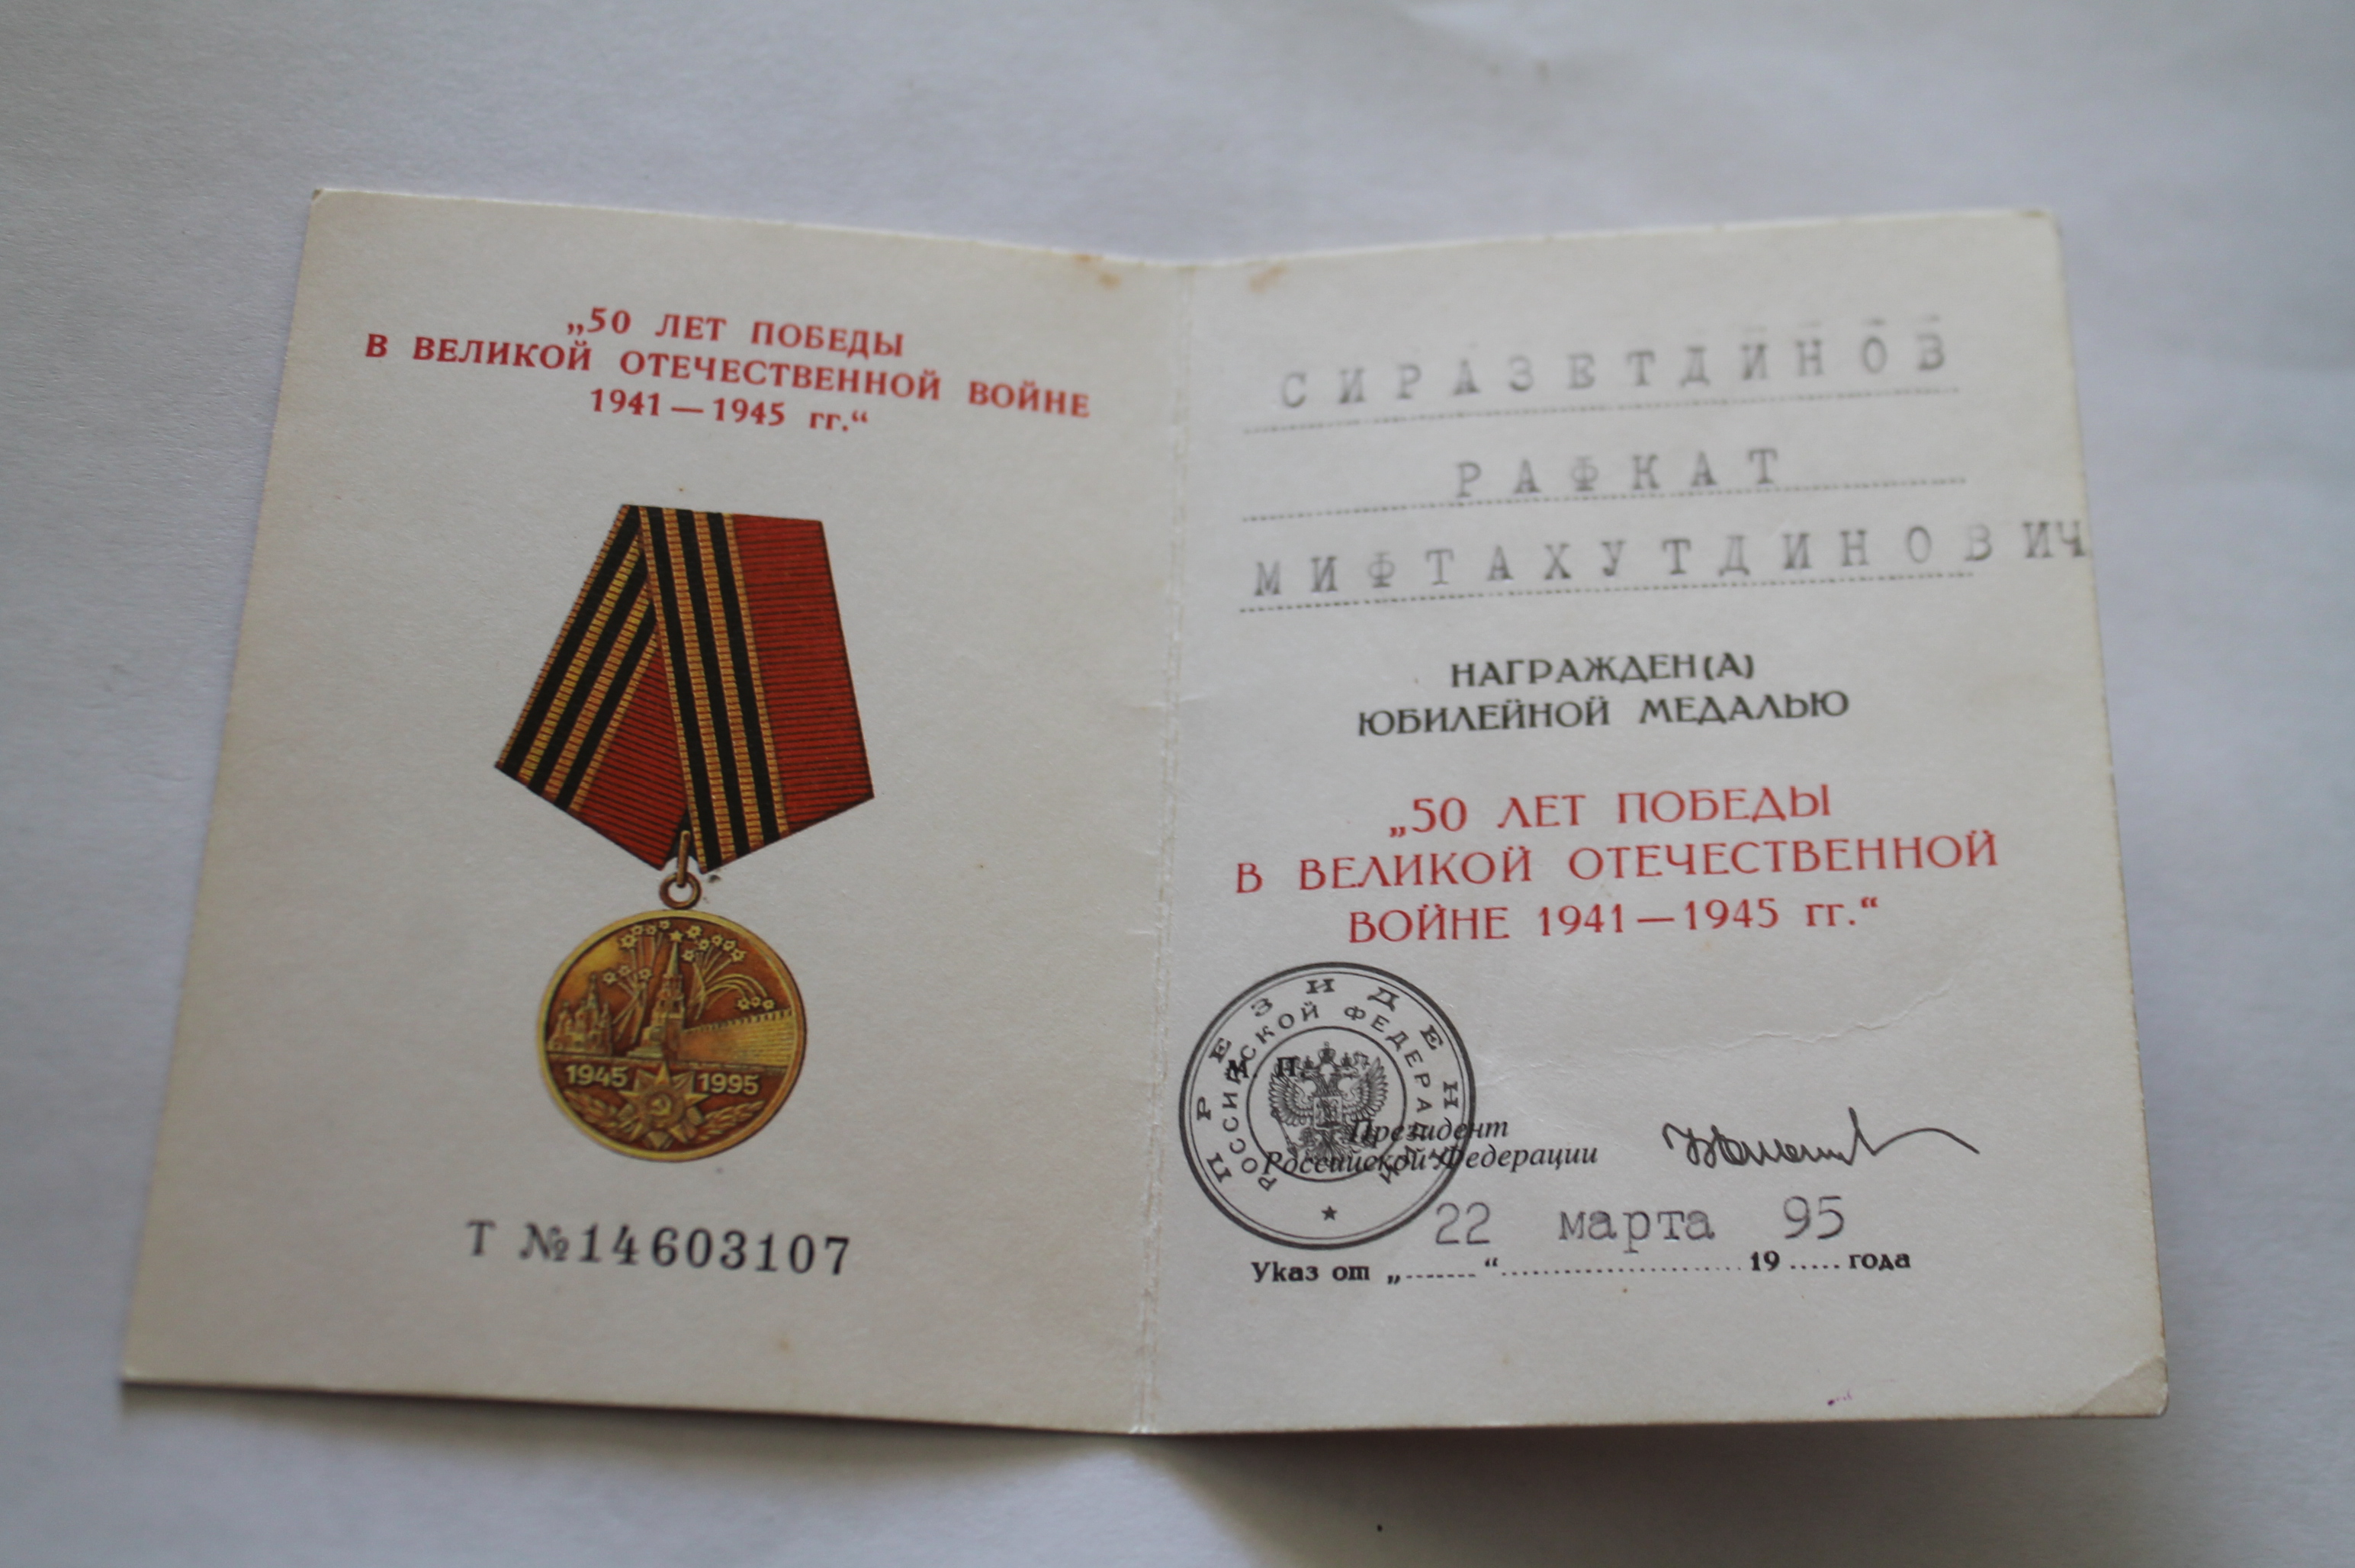 „50 ЛЕТ ПОБЕДЫ
В ВЕЛИКОЙ ОТЕЧЕСТВЕННОЙ ВОЙНЕ
1941—1945 гг.“
1945 1995
Т №14603107
СИРАЗЕТДИНОВ
РАФКАТ
МИФТАХУТДИНОВИЧ
НАГРАЖДЕН(А)
ЮБИЛЕЙНОЙ МЕДАЛЬЮ
„50 ЛЕТ ПОБЕДЫ
В ВЕЛИКОЙ ОТЕЧЕСТВЕННОЙ
ВОЙНЕ 1941—1945 гг.“
ПРЕЗИДЕНТ
РОССИЙСКОЙ ФЕДЕРАЦИИ
М. П.
Президент
Российской Федерации
22 марта 95
Указ от „.......“........................19.....года